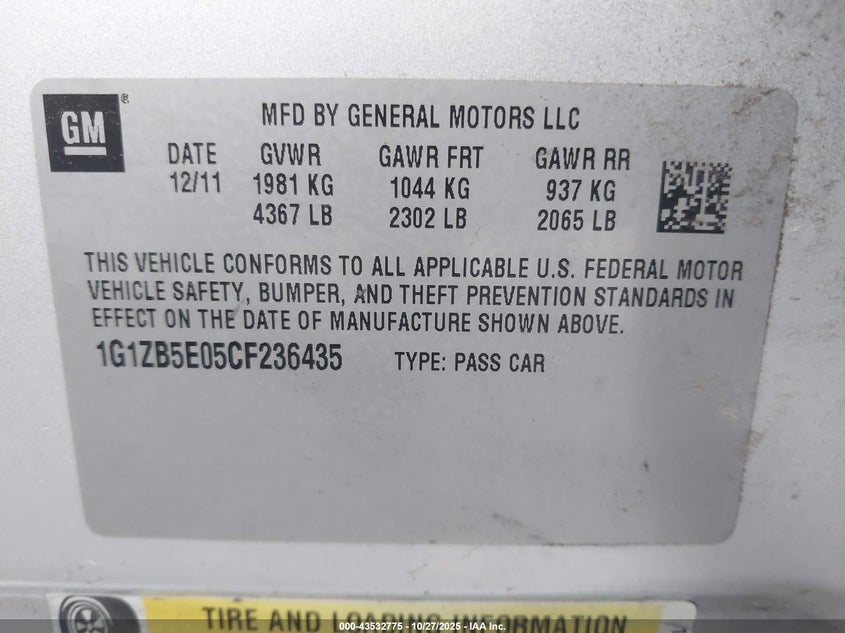 GM®
MFD BY GENERAL MOTORS LLC
DATE GVWR GAWR FRT GAWR RR
12/11 1981 KG 1044 KG 937 KG
4367 LB 2302 LB 2065 LB
THIS VEHICLE CONFORMS TO ALL APPLICABLE U.S. FEDERAL MOTOR
VEHICLE SAFETY, BUMPER, AND THEFT PREVENTION STANDARDS IN
EFFECT ON THE DATE OF MANUFACTURE SHOWN ABOVE.
1G1ZB5E05CF236435 TYPE: PASS CAR
TIRE AND LOADING INFORMATION
000-43532775 - 10/27/2025 - IAA Inc.